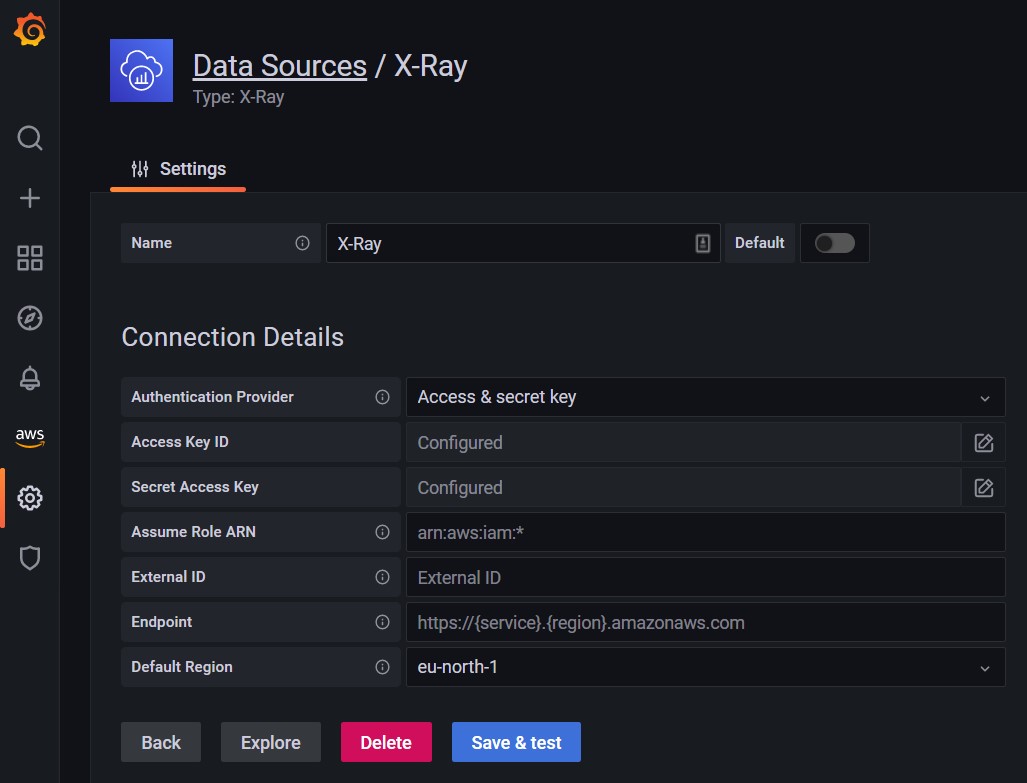 Data Sources / X-Ray
Type: X-Ray
Settings
Name
X-Ray
Default
Connection Details
Authentication Provider
Access & secret key
Access Key ID
Configured
Secret Access Key
Configured
Assume Role ARN
arn:aws:iam:*
External ID
External ID
Endpoint
https://{service}.{region}.amazonaws.com
aws
Default Region
eu-north-1
Back
Explore
Delete
Save & test